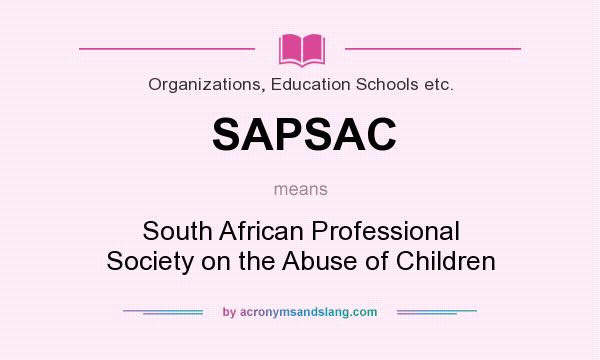 Organizations, Education Schools etc.
SAPSAC
means
South African Professional
Society on the Abuse of Children
by acronymsandslang.com